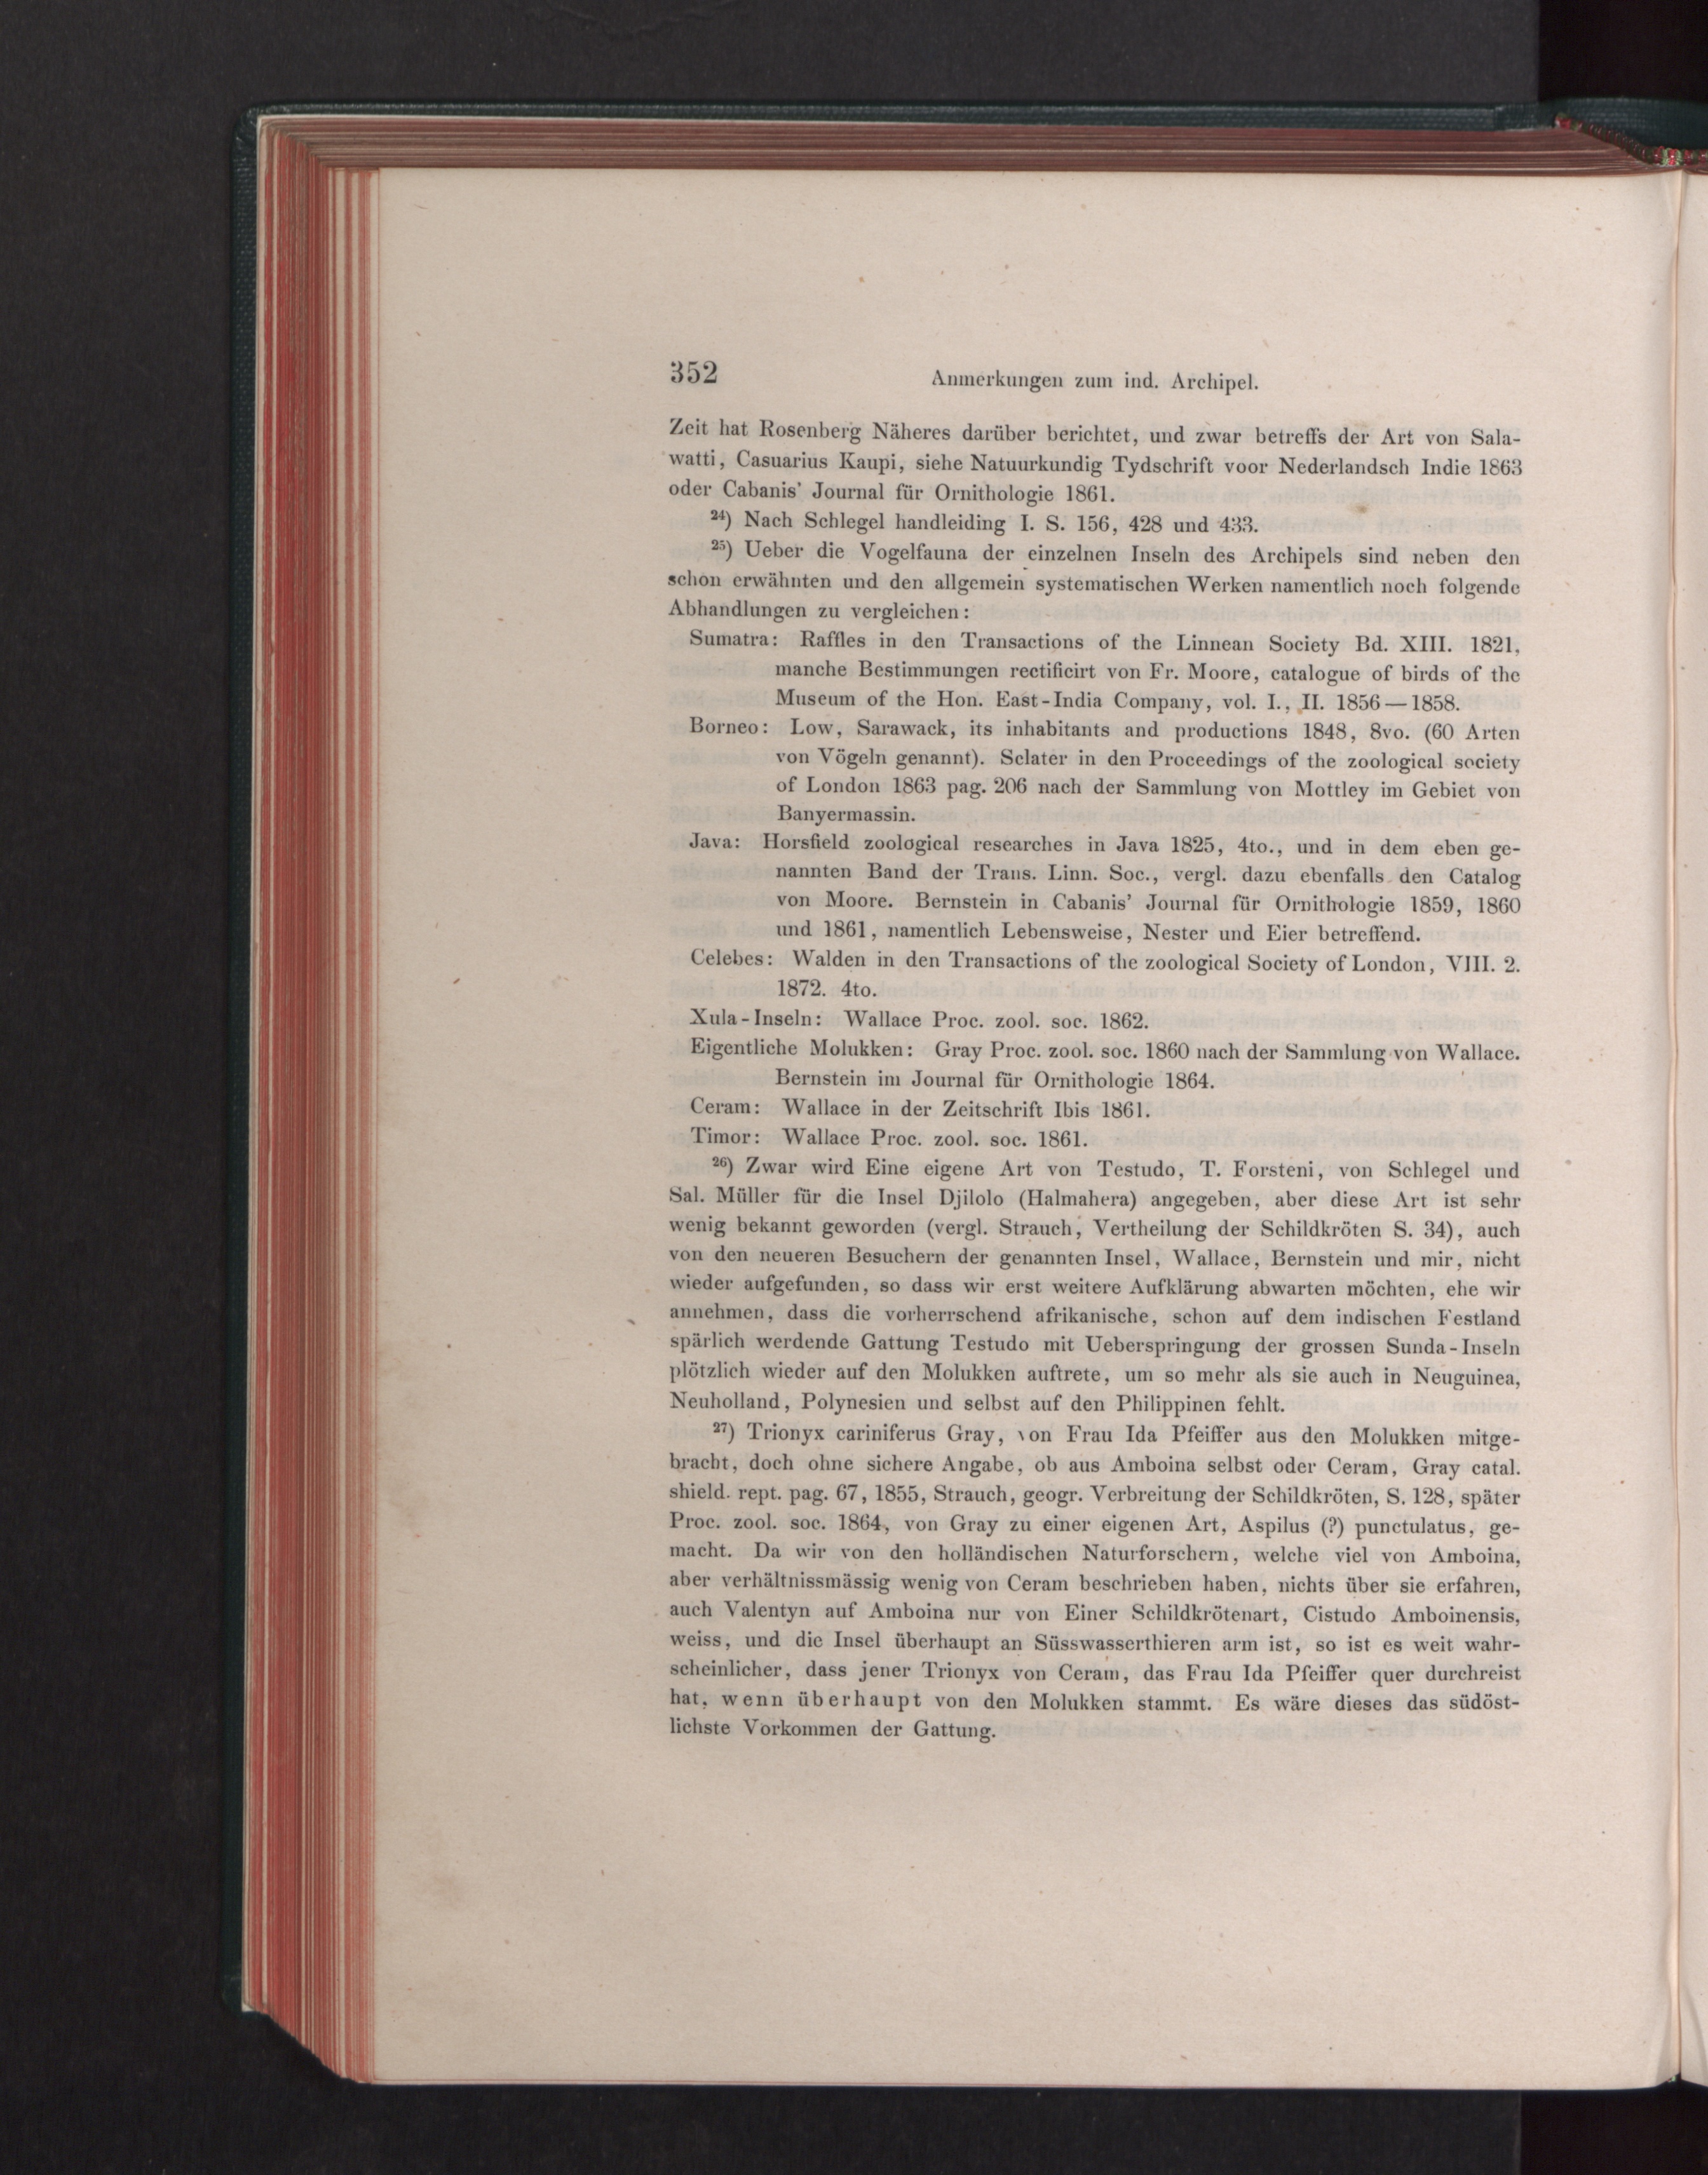 352
Anmerkungen zum ind. Archipel.
Zeit hat Rosenberg Näheres darüber berichtet, und zwar betreffs der Art von Sala-
watti, Casuarius Kaupi, siehe Natuurkundig Tydschrift voor Nederlandsch Indie 1863
oder Cabanis' Journal für Ornithologie 1861.
²⁴) Nach Schlegel handleiding I. S. 156, 428 und 433.
²⁵) Ueber die Vogelfauna der einzelnen Inseln des Archipels sind neben den
schon erwähnten und den allgemein systematischen Werken namentlich noch folgende
Abhandlungen zu vergleichen:
Sumatra: Raffles in den Transactions of the Linnean Society Bd. XIII. 1821,
manche Bestimmungen rectificirt von Fr. Moore, catalogue of birds of the
Museum of the Hon. East-India Company, vol. I., II. 1856—1858.
Borneo: Low, Sarawack, its inhabitants and productions 1848, 8vo. (60 Arten
von Vögeln genannt). Sclater in den Proceedings of the zoological society
of London 1863 pag. 206 nach der Sammlung von Mottley im Gebiet von
Banyermassin.
Java: Horsfield zoological researches in Java 1825, 4to., und in dem eben ge-
nannten Band der Trans. Linn. Soc., vergl. dazu ebenfalls den Catalog
von Moore. Bernstein in Cabanis' Journal für Ornithologie 1859, 1860
und 1861, namentlich Lebensweise, Nester und Eier betreffend.
Celebes: Walden in den Transactions of the zoological Society of London, VIII. 2.
1872. 4to.
Xula-Inseln: Wallace Proc. zool. soc. 1862.
Eigentliche Molukken: Gray Proc. zool. soc. 1860 nach der Sammlung von Wallace.
Bernstein im Journal für Ornithologie 1864.
Ceram: Wallace in der Zeitschrift Ibis 1861.
Timor: Wallace Proc. zool. soc. 1861.
²⁶) Zwar wird Eine eigene Art von Testudo, T. Forsteni, von Schlegel und
Sal. Müller für die Insel Djilolo (Halmahera) angegeben, aber diese Art ist sehr
wenig bekannt geworden (vergl. Strauch, Vertheilung der Schildkröten S. 34), auch
von den neueren Besuchern der genannten Insel, Wallace, Bernstein und mir, nicht
wieder aufgefunden, so dass wir erst weitere Aufklärung abwarten möchten, ehe wir
annehmen, dass die vorherrschend afrikanische, schon auf dem indischen Festland
spärlich werdende Gattung Testudo mit Ueberspringung der grossen Sunda-Inseln
plötzlich wieder auf den Molukken auftrete, um so mehr als sie auch in Neuguinea,
Neuholland, Polynesien und selbst auf den Philippinen fehlt.
²⁷) Trionyx cariniferus Gray, von Frau Ida Pfeiffer aus den Molukken mitge-
bracht, doch ohne sichere Angabe, ob aus Amboina selbst oder Ceram, Gray catal.
shield. rept. pag. 67, 1855, Strauch, geogr. Verbreitung der Schildkröten, S. 128, später
Proc. zool. soc. 1864, von Gray zu einer eigenen Art, Aspilus (?) punctulatus, ge-
macht. Da wir von den holländischen Naturforschern, welche viel von Amboina,
aber verhältnissmässig wenig von Ceram beschrieben haben, nichts über sie erfahren,
auch Valentyn auf Amboina nur von Einer Schildkrötenart, Cistudo Amboinensis,
weiss, und die Insel überhaupt an Süsswasserthieren arm ist, so ist es weit wahr-
scheinlicher, dass jener Trionyx von Ceram, das Frau Ida Pfeiffer quer durchreist
hat, wenn überhaupt von den Molukken stammt. Es wäre dieses das südöst-
lichste Vorkommen der Gattung.